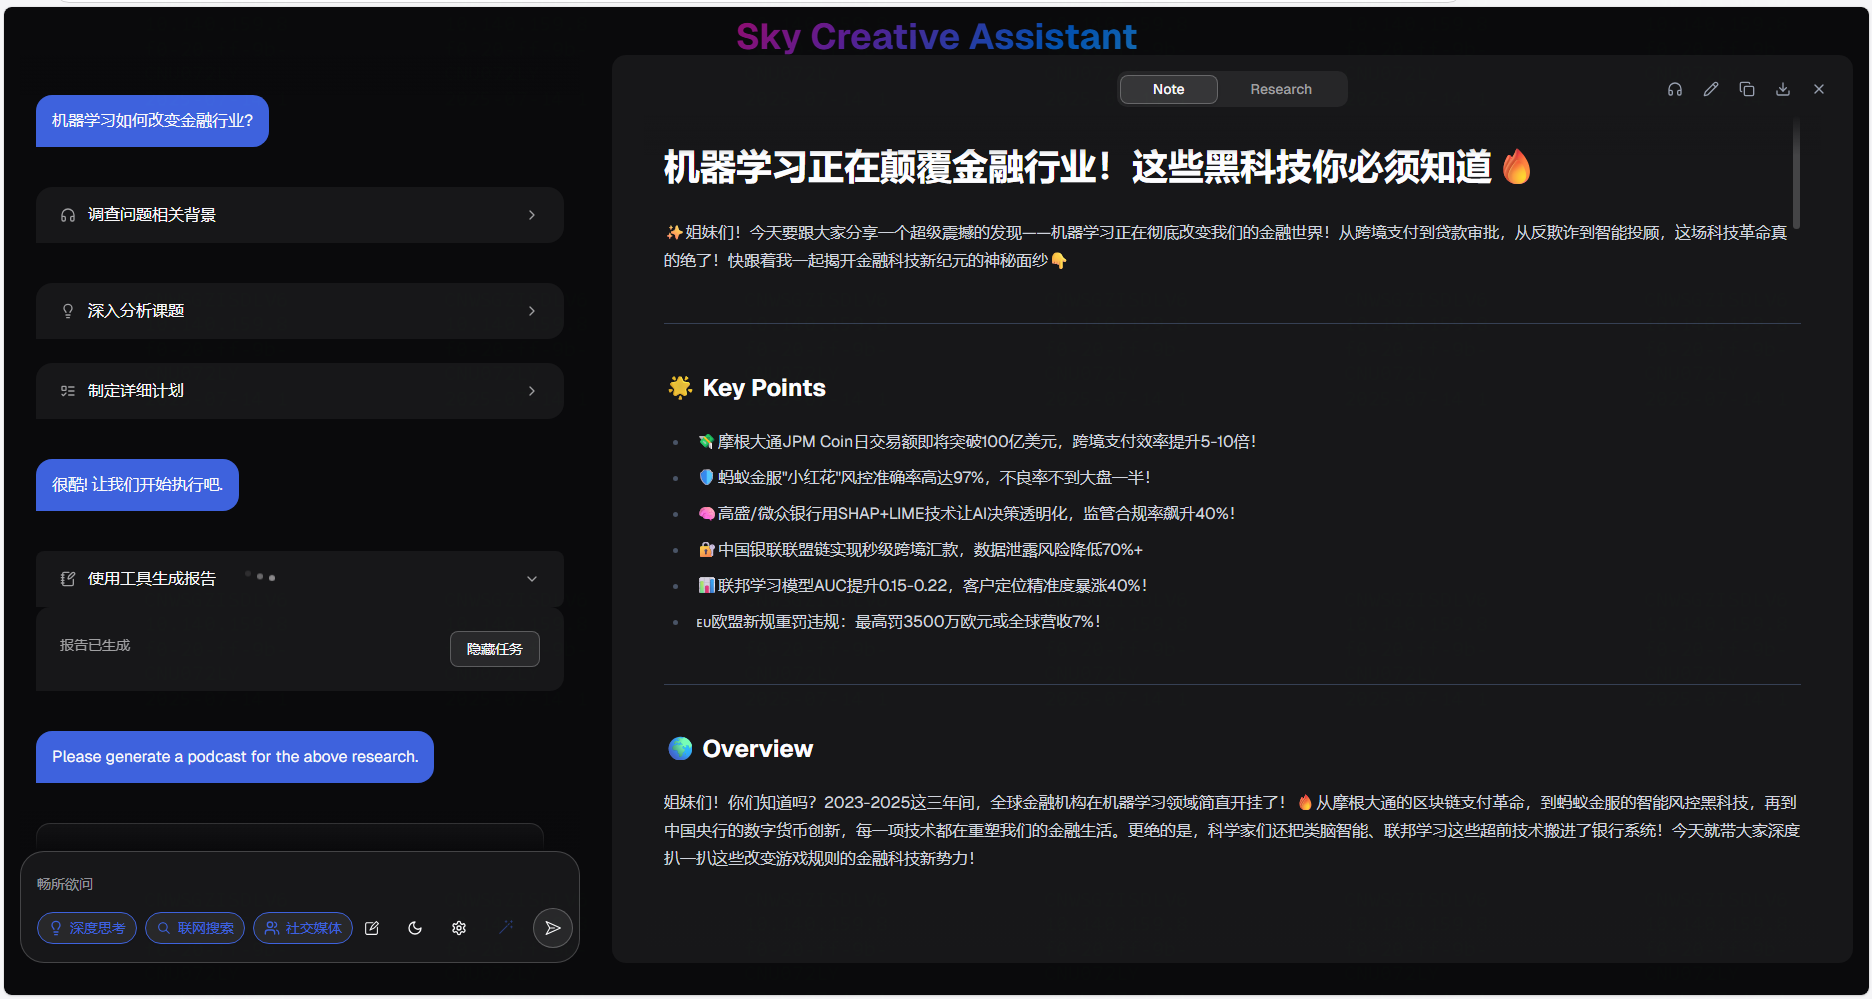 Sky Creative Assistant
机器学习如何改变金融行业?
调查问题相关背景
深入分析课题
制定详细计划
很酷! 让我们开始执行吧.
使用工具生成报告
报告已生成
隐藏任务
Please generate a podcast for the above research.
畅所欲问
深度思考
联网搜索
社交媒体
Note
Research
机器学习正在颠覆金融行业！这些黑科技你必须知道🔥
✨姐妹们！今天要跟大家分享一个超级震撼的发现——机器学习正在彻底改变我们的金融世界！从跨境支付到贷款审批，从反欺诈到智能投顾，这场科技革命真
的绝了！快跟着我一起揭开金融科技新纪元的神秘面纱👇
🌟 Key Points
💸摩根大通JPM Coin日交易额即将突破100亿美元，跨境支付效率提升5-10倍！
🛡️蚂蚁金服"小红花"风控准确率高达97%，不良率不到大盘一半！
🧠高盛/微众银行用SHAP+LIME技术让AI决策透明化，监管合规率飙升40%！
🔐中国银联联盟链实现秒级跨境汇款，数据泄露风险降低70%+
📊联邦学习模型AUC提升0.15-0.22，客户定位精准度暴涨40%！
🇪🇺欧盟新规重罚违规：最高罚3500万欧元或全球营收7%！
🌍 Overview
姐妹们！你们知道吗？2023-2025这三年间，全球金融机构在机器学习领域简直开挂了！🔥从摩根大通的区块链支付革命，到蚂蚁金服的智能风控黑科技，再到
中国央行的数字货币创新，每一项技术都在重塑我们的金融生活。更绝的是，科学家们还把类脑智能、联邦学习这些超前技术搬进了银行系统！今天就带大家深度
扒一扒这些改变游戏规则的金融科技新势力！